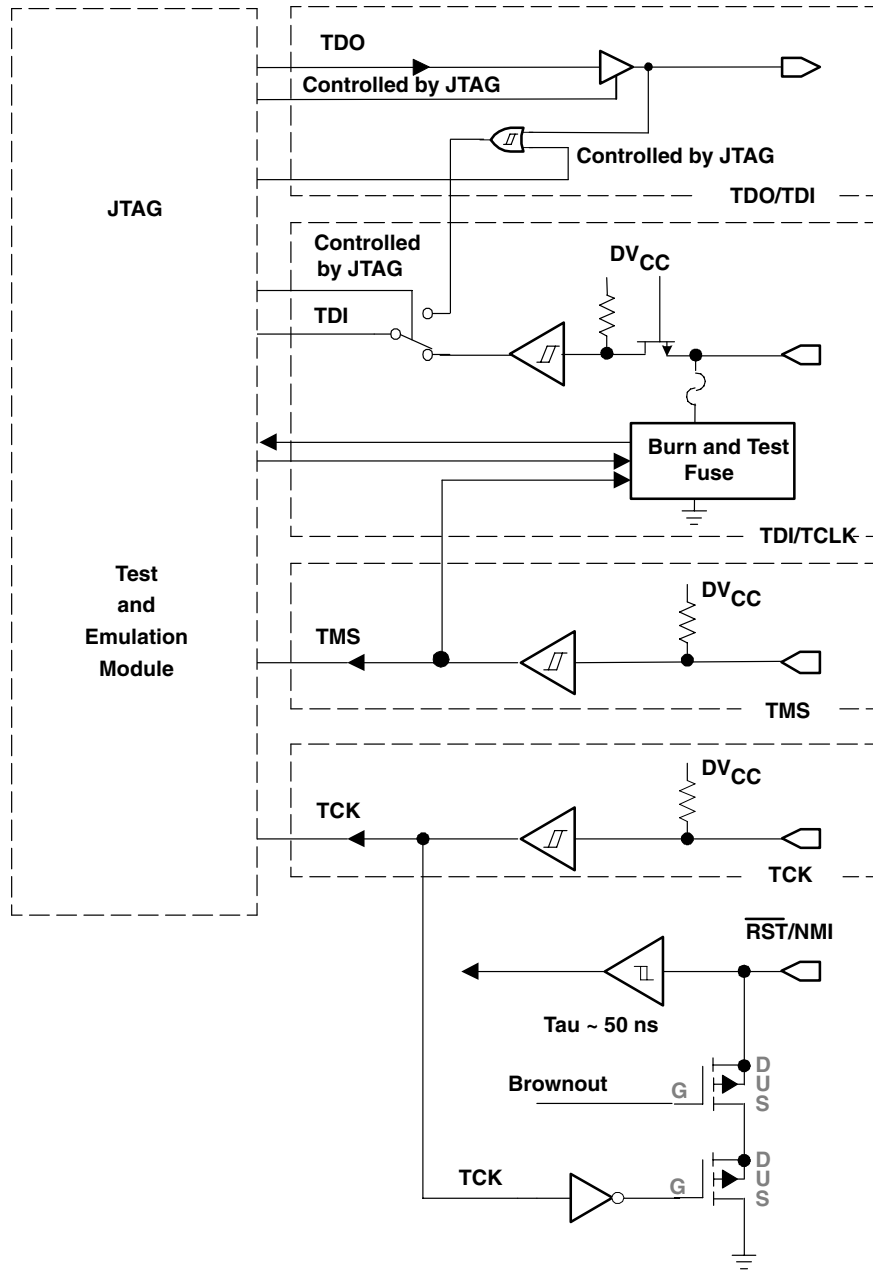 TDO
Controlled by JTAG
Controlled by JTAG
TDO/TDI
JTAG
Controlled
by JTAG
TDI
DVCC
Burn and Test
Fuse
TDI/TCLK
Test
and
Emulation
Module
TMS
DVCC
TMS
TCK
DVCC
TCK
RST/NMI
Tau ~ 50 ns
Brownout
G
D
U
S
TCK
G
D
U
S